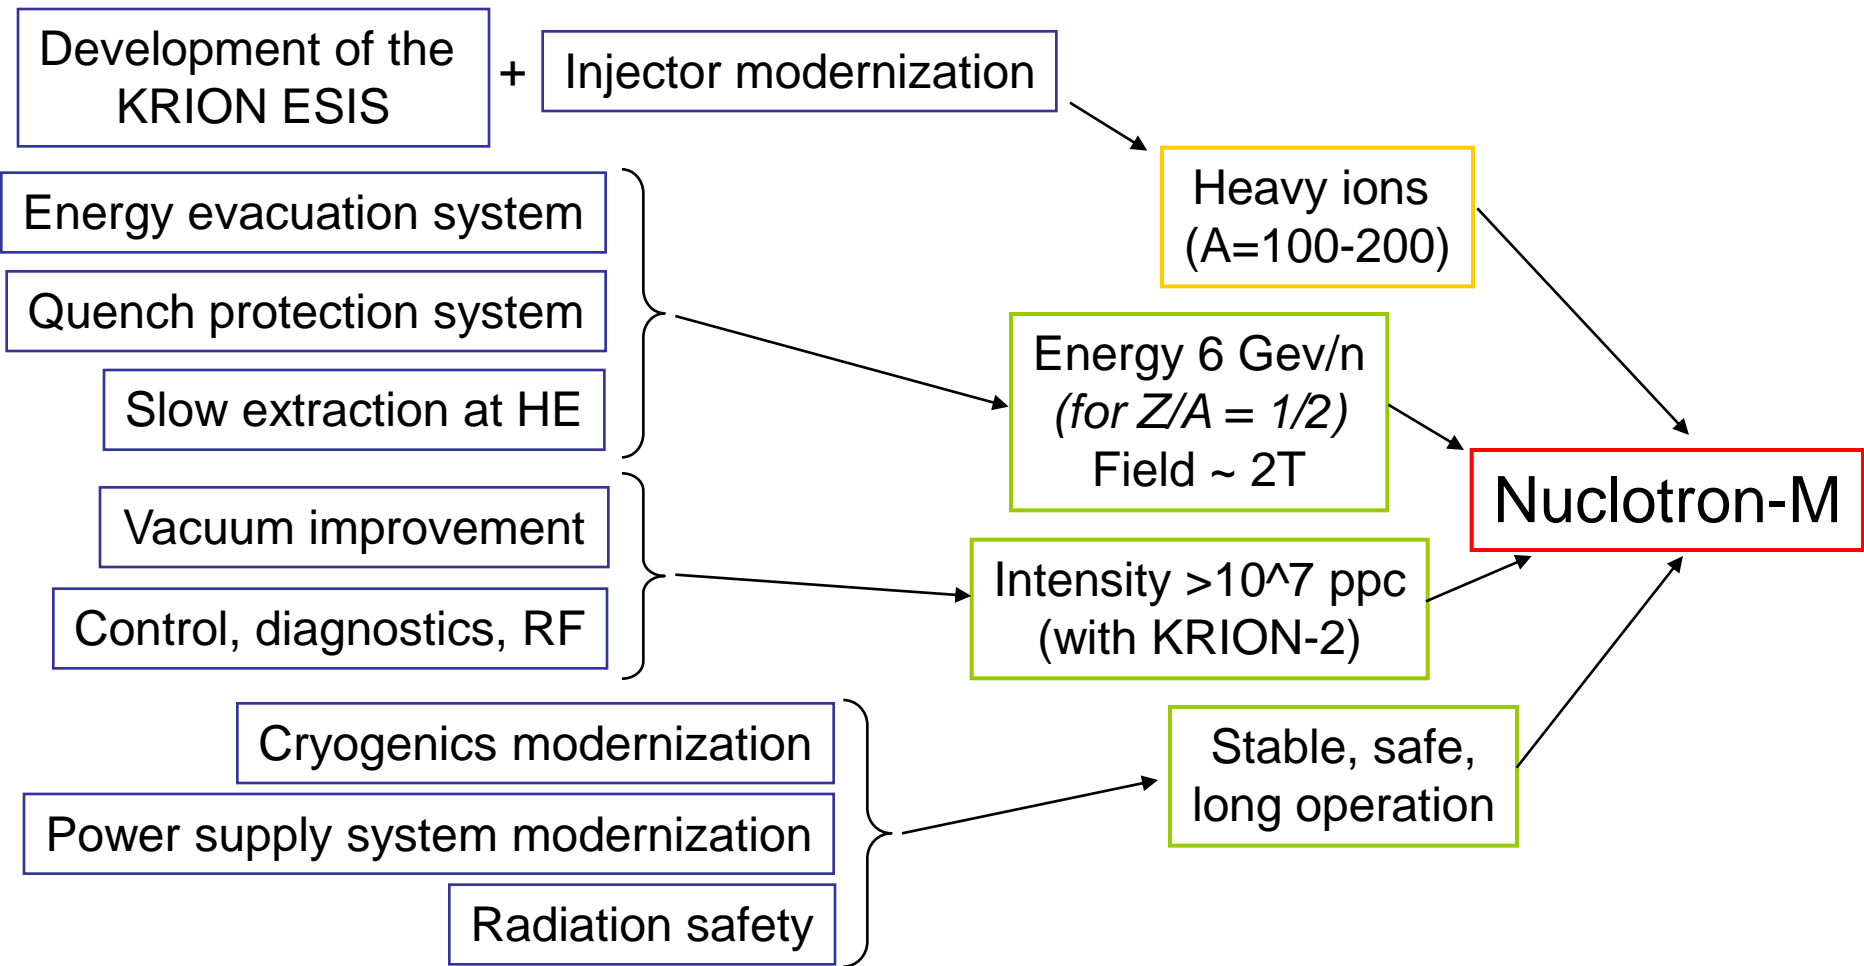 Development of the
KRION ESIS
+
Injector modernization
Heavy ions
(A=100-200)
Energy evacuation system
Quench protection system
Slow extraction at HE
Energy 6 Gev/n
(for Z/A = 1/2)
Field ~ 2T
Nuclotron-M
Vacuum improvement
Control, diagnostics, RF
Intensity >10^7 ppc
(with KRION-2)
Cryogenics modernization
Power supply system modernization
Radiation safety
Stable, safe,
long operation